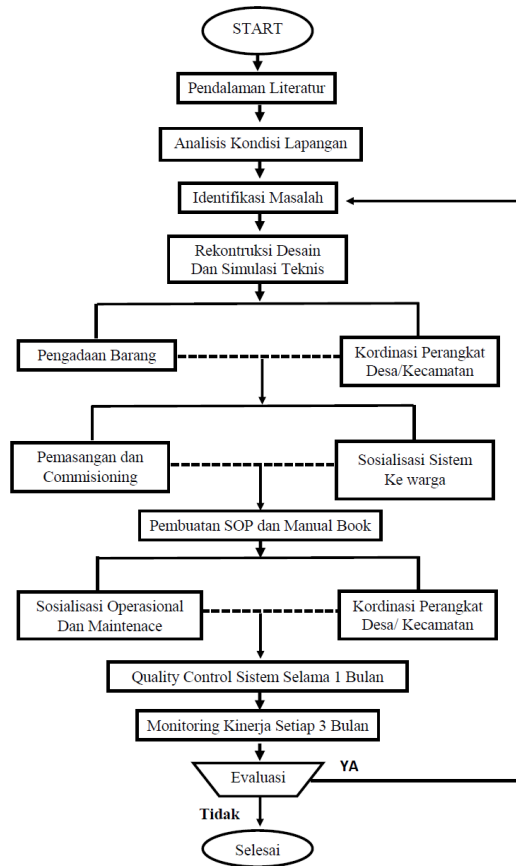 START
Pendalaman Literatur
Analisis Kondisi Lapangan
Identifikasi Masalah
Rekontruksi Desain
Dan Simulasi Teknis
Pengadaan Barang
Kordinasi Perangkat
Desa/Kecamatan
Pemasangan dan
Commisioning
Sosialisasi Sistem
Ke warga
Pembuatan SOP dan Manual Book
Sosialisasi Operasional
Dan Maintenace
Kordinasi Perangkat
Desa/ Kecamatan
Quality Control Sistem Selama 1 Bulan
Monitoring Kinerja Setiap 3 Bulan
Evaluasi
YA
Tidak
Selesai